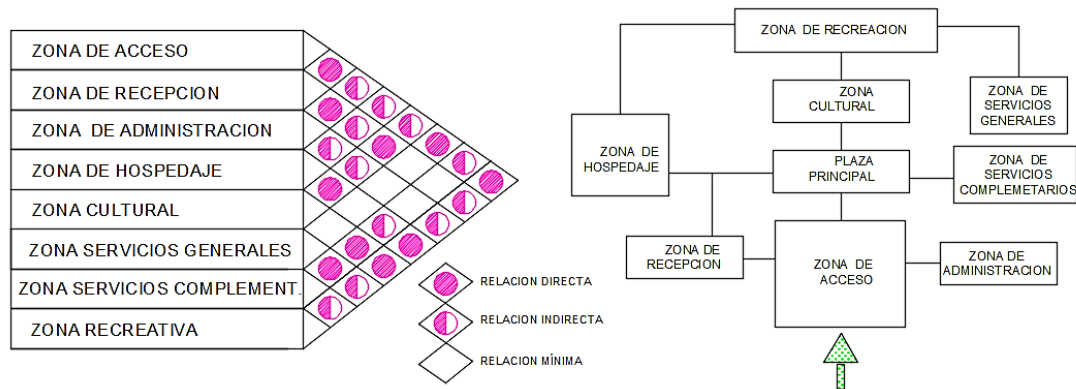 ZONA DE ACCESO
ZONA DE RECEPCION
ZONA DE ADMINISTRACION
ZONA DE HOSPEDAJE
ZONA CULTURAL
ZONA SERVICIOS GENERALES
ZONA SERVICIOS COMPLEMENT.
ZONA RECREATIVA
RELACION DIRECTA
RELACION INDIRECTA
RELACION MÍNIMA
ZONA DE RECREACION
ZONA
CULTURAL
ZONA DE
SERVICIOS
GENERALES
ZONA DE
HOSPEDAJE
PLAZA
PRINCIPAL
ZONA DE
SERVICIOS
COMPLEMETARIOS
ZONA DE
RECEPCION
ZONA DE
ACCESO
ZONA DE
ADMINISTRACION